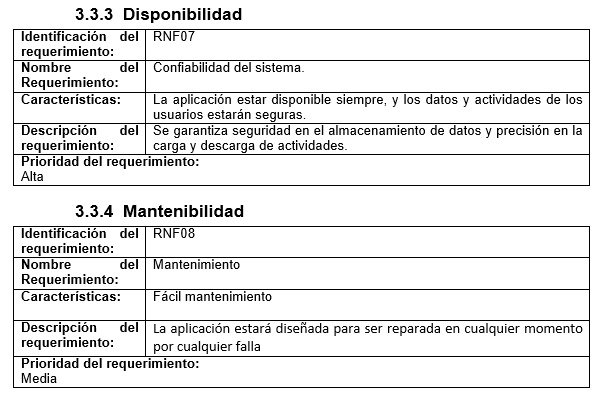 3.3.3 Disponibilidad
Identificación del RNF07
requerimiento:
Nombre del Confiabilidad del sistema.
Requerimiento:
Características: La aplicación estar disponible siempre, y los datos y actividades de los
usuarios estarán seguras.
Descripción del Se garantiza seguridad en el almacenamiento de datos y precisión en la
requerimiento: carga y descarga de actividades.
Prioridad del requerimiento:
Alta
3.3.4 Mantenibilidad
Identificación del RNF08
requerimiento:
Nombre del Mantenimiento
Requerimiento:
Características: Fácil mantenimiento
Descripción del La aplicación estará diseñada para ser reparada en cualquier momento
requerimiento: por cualquier falla
Prioridad del requerimiento:
Media